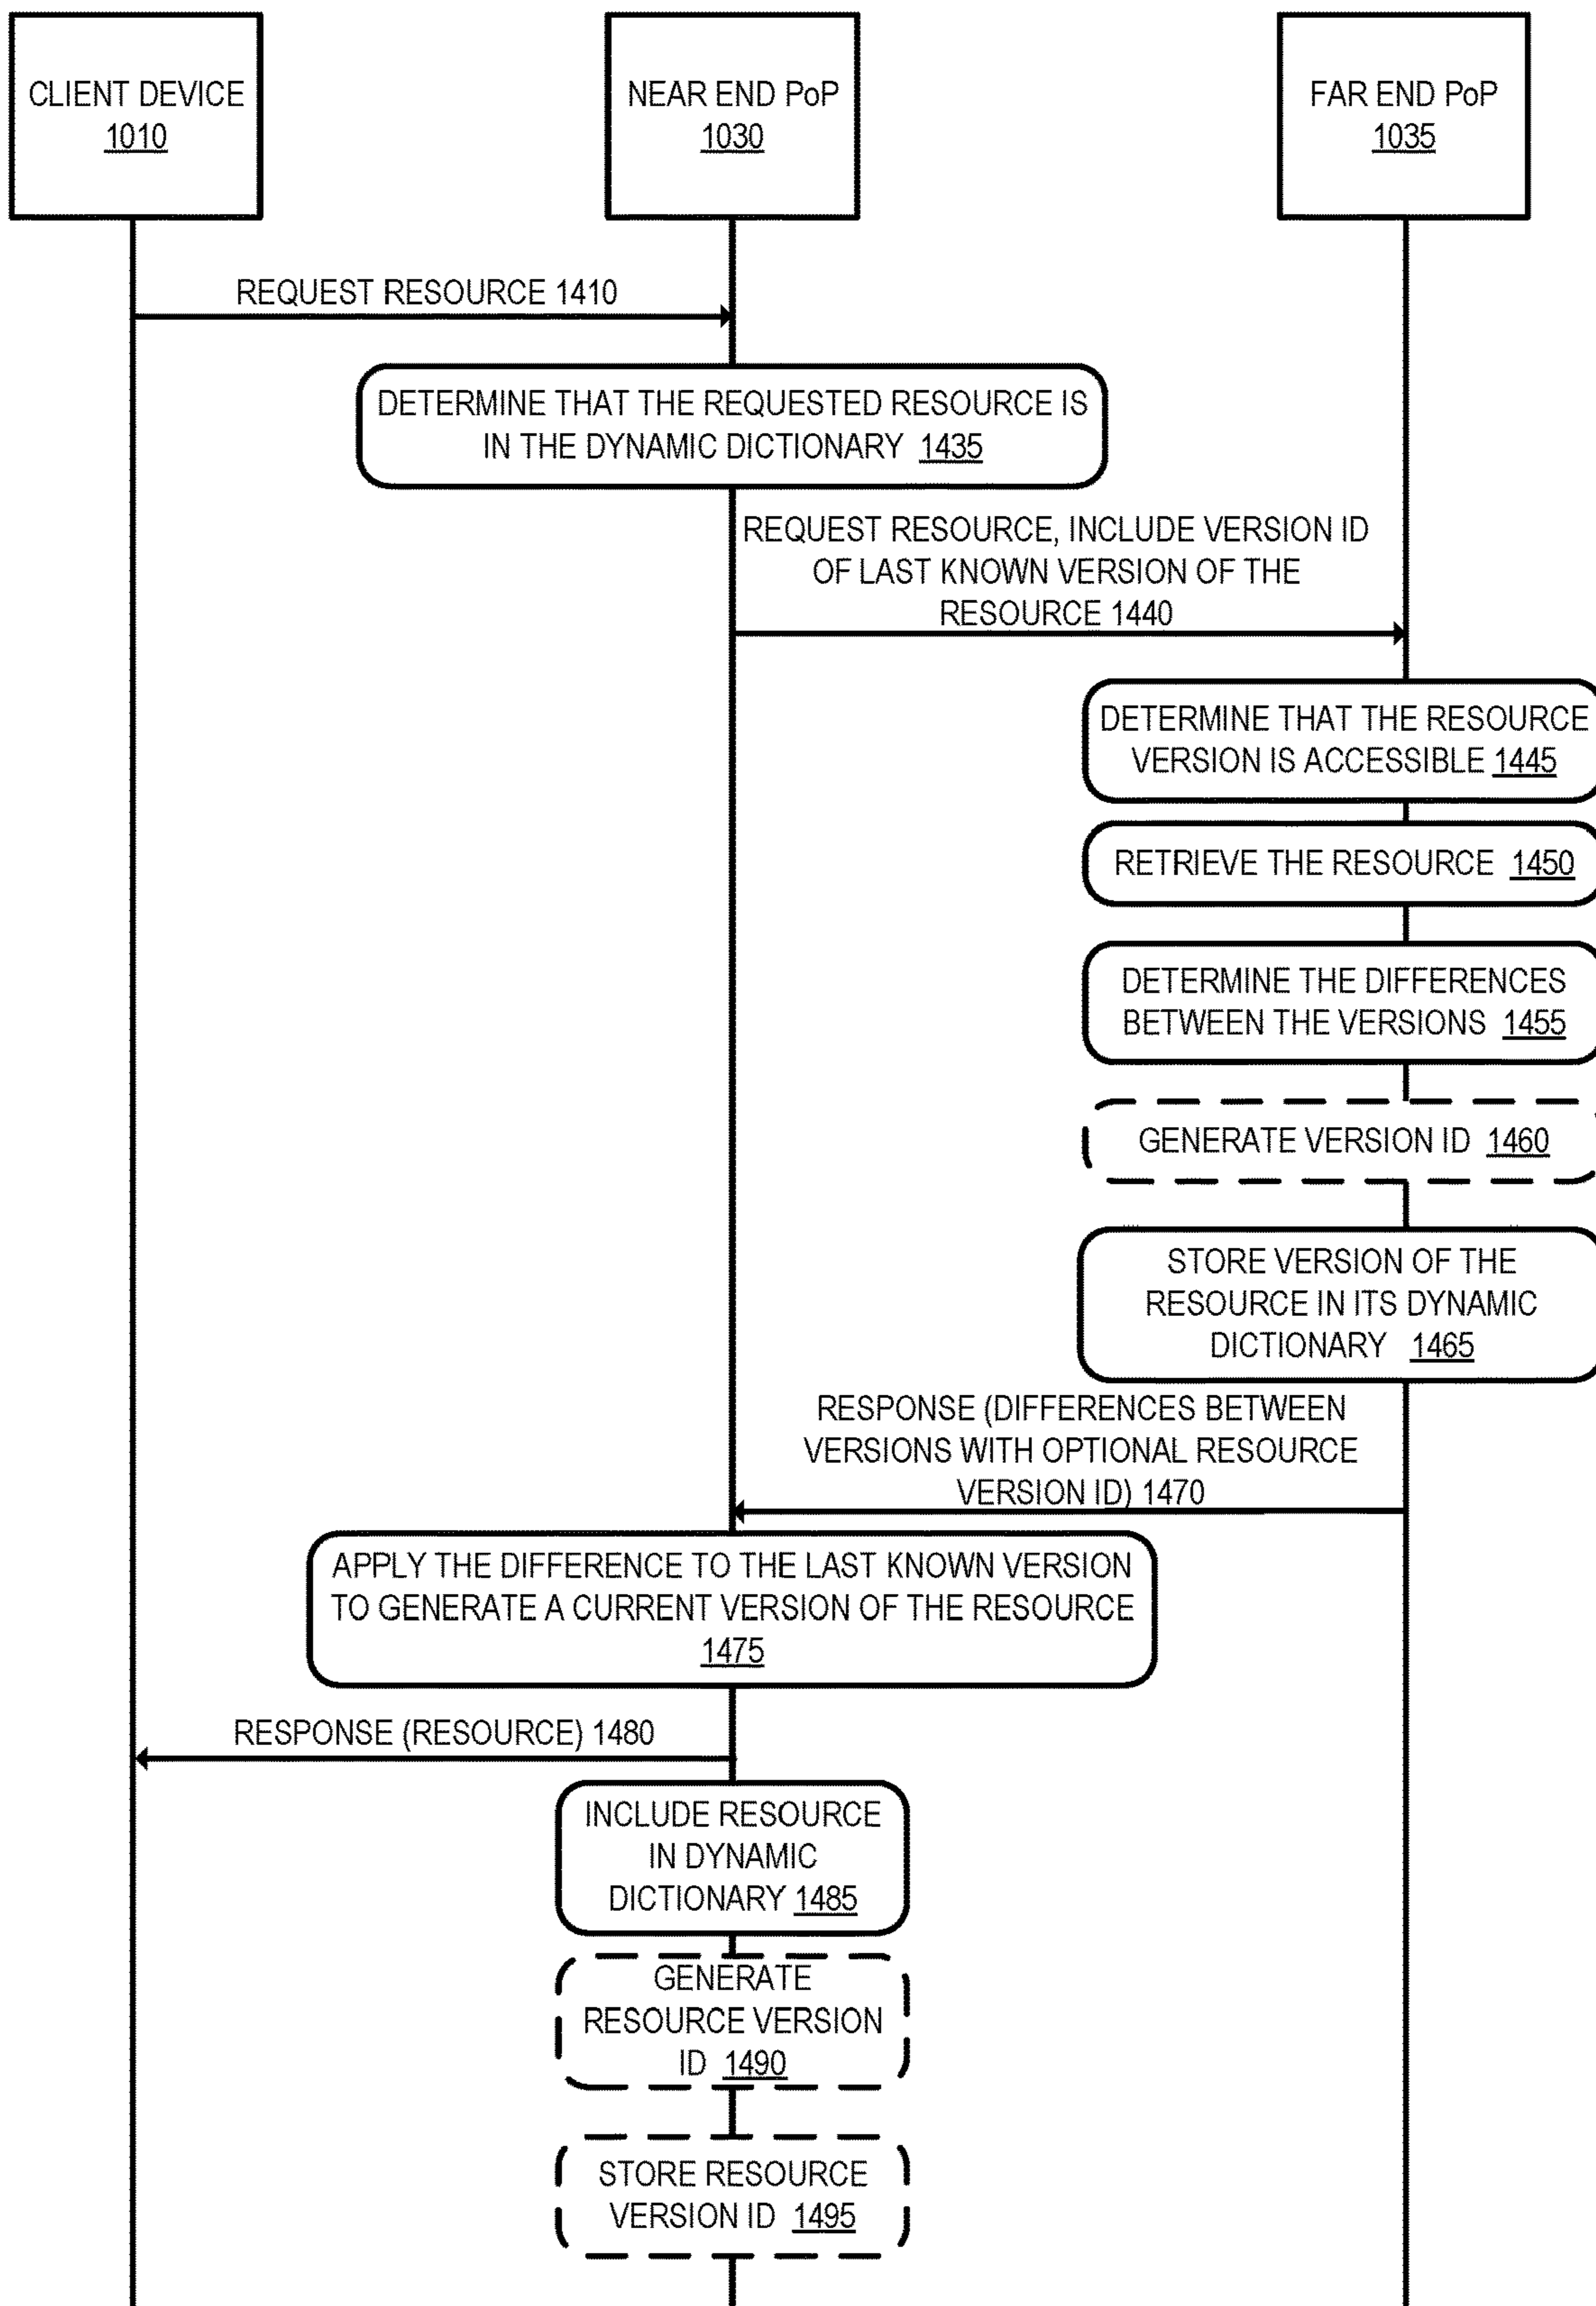 CLIENT DEVICE
1010
NEAR END PoP
1030
FAR END PoP
1035
REQUEST RESOURCE 1410
DETERMINE THAT THE REQUESTED RESOURCE IS
IN THE DYNAMIC DICTIONARY 1435
REQUEST RESOURCE, INCLUDE VERSION ID
OF LAST KNOWN VERSION OF THE
RESOURCE 1440
DETERMINE THAT THE RESOURCE
VERSION IS ACCESSIBLE 1445
RETRIEVE THE RESOURCE 1450
DETERMINE THE DIFFERENCES
BETWEEN THE VERSIONS 1455
GENERATE VERSION ID 1460
STORE VERSION OF THE
RESOURCE IN ITS DYNAMIC
DICTIONARY 1465
RESPONSE (DIFFERENCES BETWEEN
VERSIONS WITH OPTIONAL RESOURCE
VERSION ID) 1470
APPLY THE DIFFERENCE TO THE LAST KNOWN VERSION
TO GENERATE A CURRENT VERSION OF THE RESOURCE
1475
RESPONSE (RESOURCE) 1480
INCLUDE RESOURCE
IN DYNAMIC
DICTIONARY 1485
GENERATE
RESOURCE VERSION
ID 1490
STORE RESOURCE
VERSION ID 1495